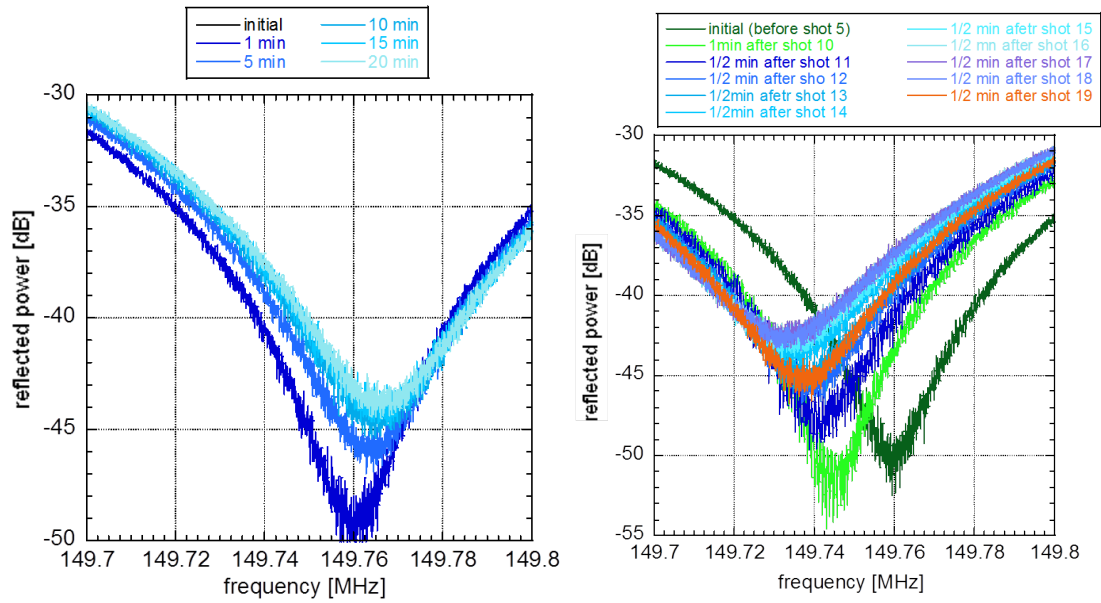 initial
1 min
5 min
10 min
15 min
20 min
-30
-35
-40
-45
-50
reflected power [dB]
149.7 149.72 149.74 149.76 149.78 149.8
frequency [MHz]
initial (before shot 5)
1min after shot 10
1/2 min after shot 11
1/2 min after sho 12
1/2min afetr shot 13
1/2min after shot 14
1/2 min afetr shot 15
1/2 mn after shot 16
1/2 min after shot 17
1/2 min after shot 18
1/2 min after shot 19
-30
-35
-40
-45
-50
-55
reflected power [dB]
149.7 149.72 149.74 149.76 149.78 149.8
frequency [MHz]